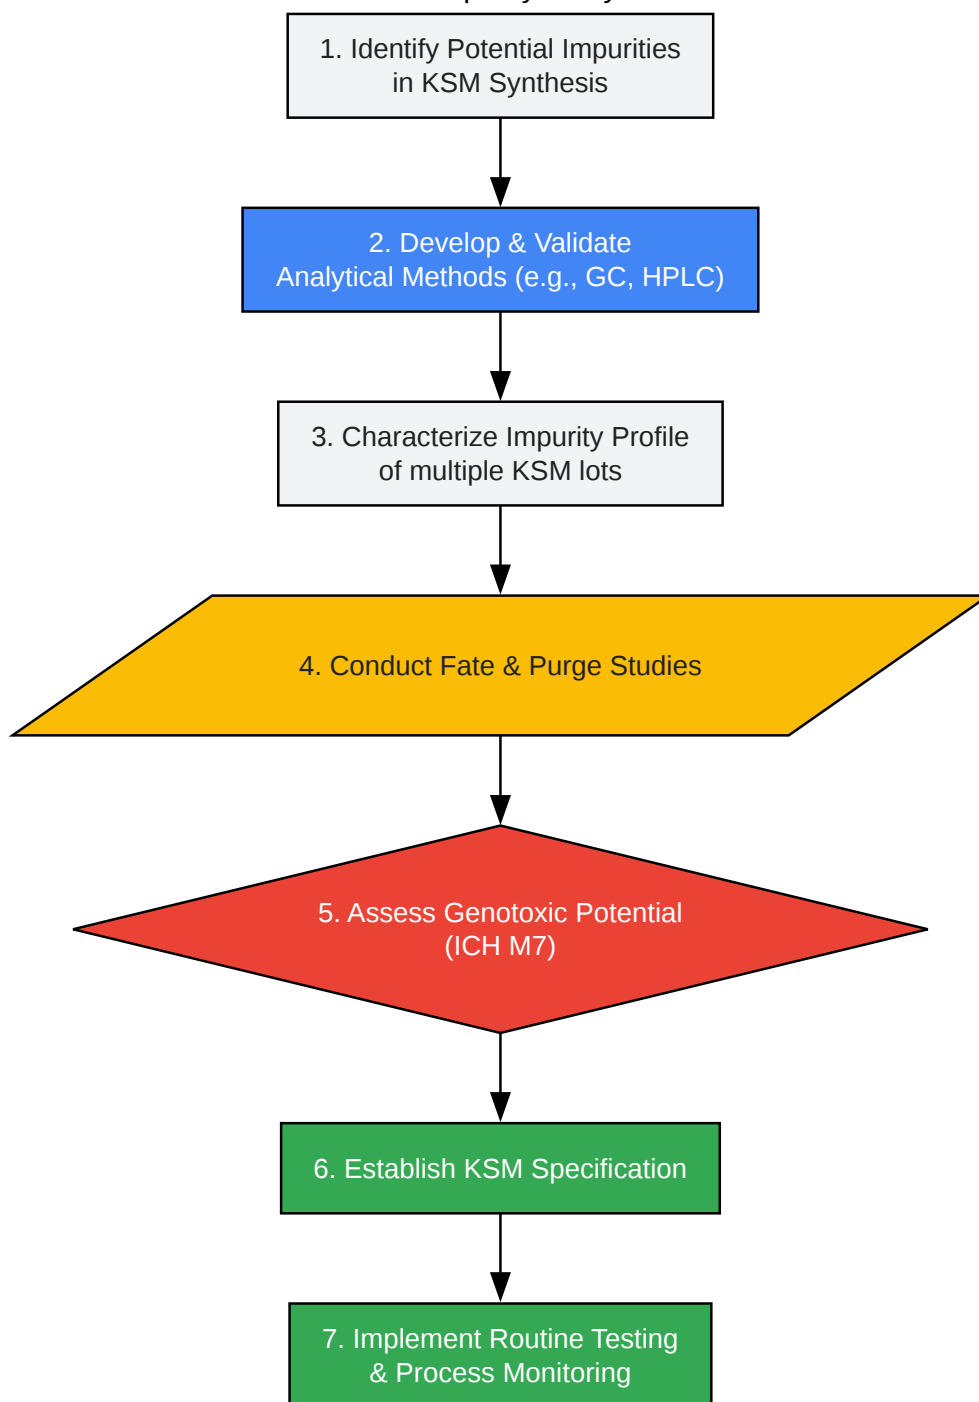 1. Identify Potential Impurities
in KSM Synthesis
2. Develop & Validate
Analytical Methods (e.g., GC, HPLC)
3. Characterize Impurity Profile
of multiple KSM lots
4. Conduct Fate & Purge Studies
5. Assess Genotoxic Potential
(ICH M7)
6. Establish KSM Specification
7. Implement Routine Testing
& Process Monitoring